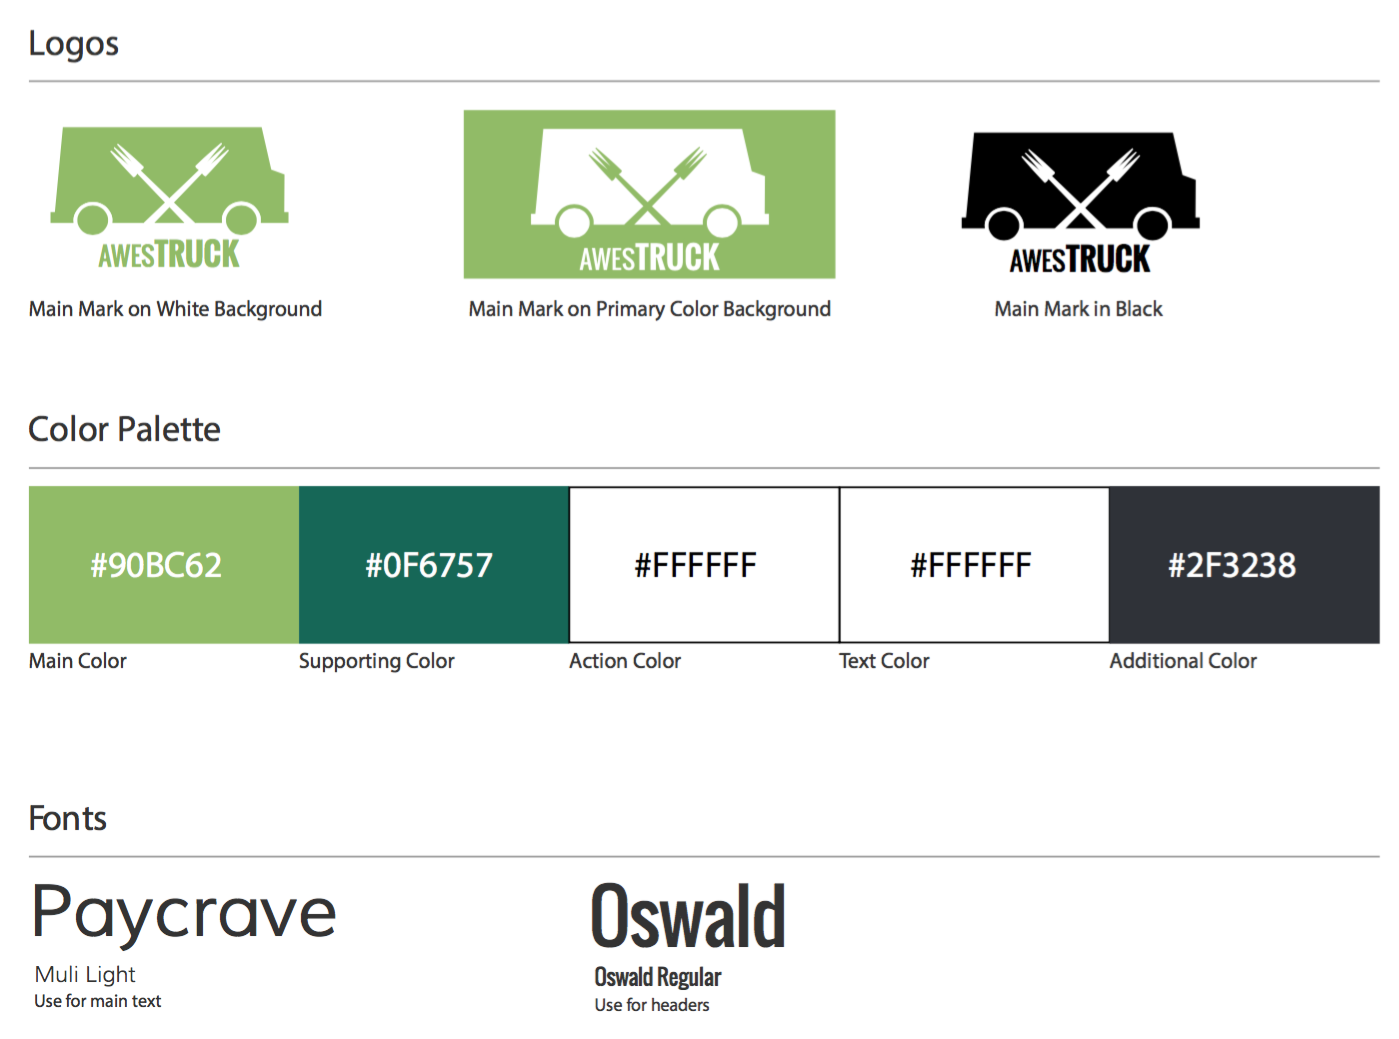 Logos
AWESTRUCK
AWESTRUCK
AWESTRUCK
Main Mark on White Background
Main Mark on Primary Color Background
Main Mark in Black
Color Palette
#90BC62
#0F6757
#FFFFFF
#FFFFFF
#2F3238
Main Color
Supporting Color
Action Color
Text Color
Additional Color
Fonts
Paycrave
Oswald
Muli Light
Oswald Regular
Use for main text
Use for headers